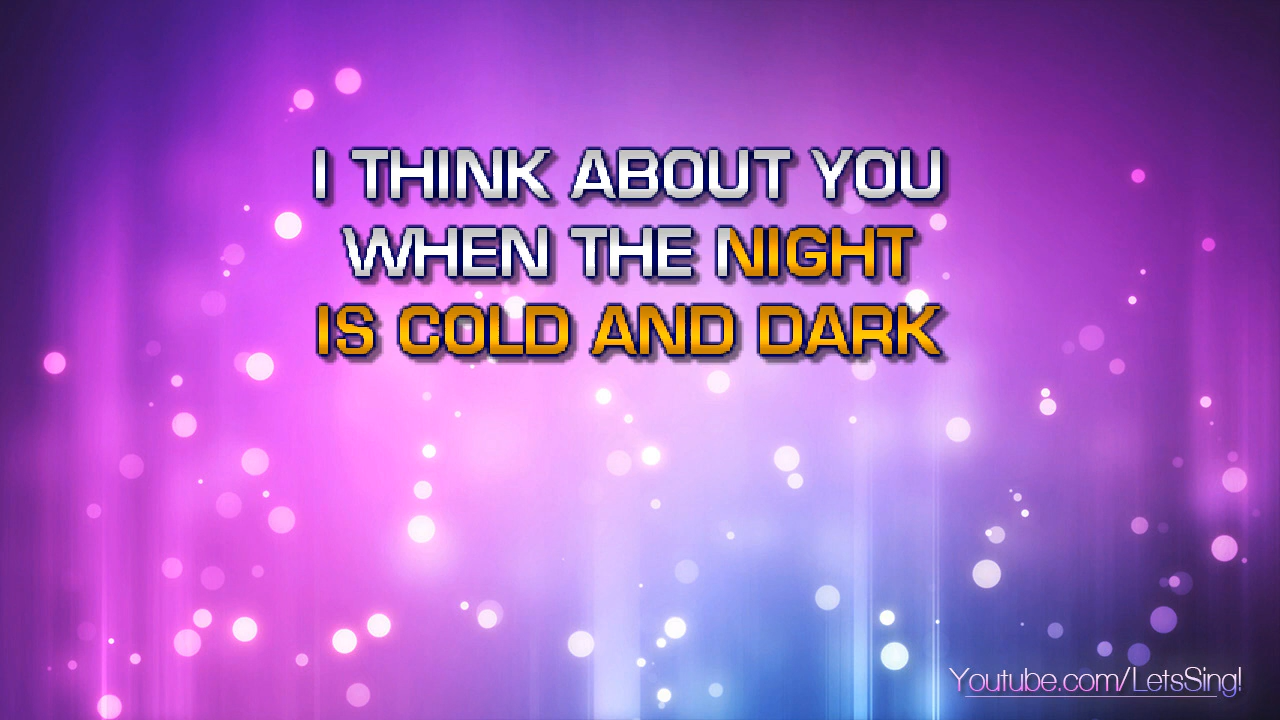 I THINK ABOUT YOU
WHEN THE NIGHT
IS COLD AND DARK
Youtube.com/LetsSing!